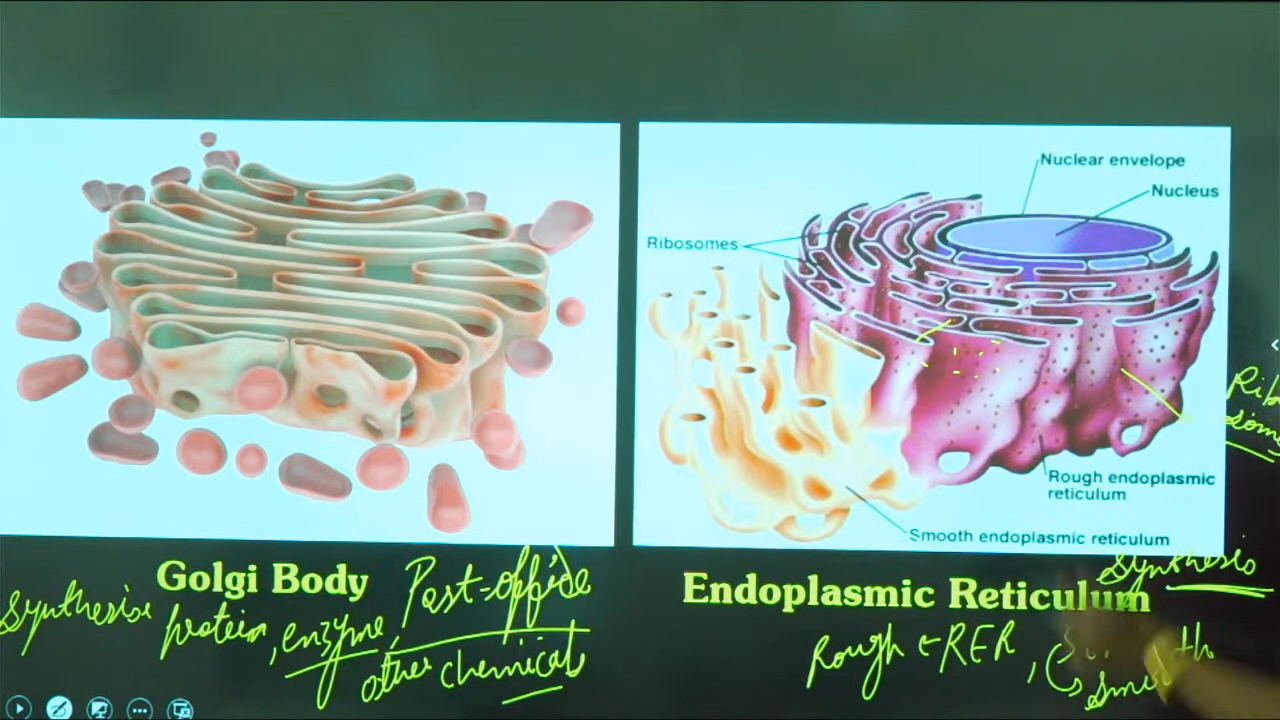 Nuclear envelope
Nucleus
Ribosomes
Rough endoplasmic
reticulum
Smooth endoplasmic reticulum
Golgi Body
Post-office
Synthesise protein, enzyme,
other chemicals
Endoplasmic Reticulum
Synthesis
Rough ← RER,